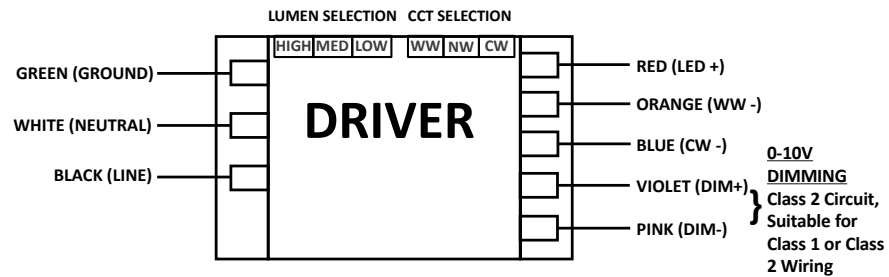 LUMEN SELECTION CCT SELECTION
HIGH MED LOW WW NW CW
GREEN (GROUND)
WHITE (NEUTRAL)
BLACK (LINE)
DRIVER
RED (LED +)
ORANGE (WW -)
BLUE (CW -)
VIOLET (DIM+)
PINK (DIM-)
0-10V
DIMMING
Class 2 Circuit,
Suitable for
Class 1 or Class
2 Wiring